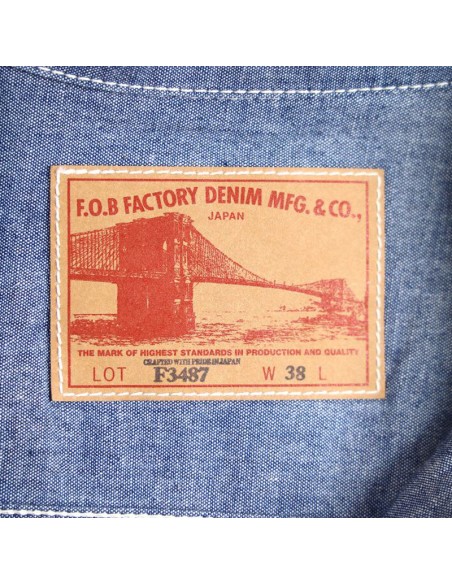 F.O.B FACTORY DENIM MFG. & CO.,
JAPAN
THE MARK OF HIGHEST STANDARDS IN PRODUCTION AND QUALITY
CRAFTED WITH PRIDE IN JAPAN
LOT F3487 W 38 L